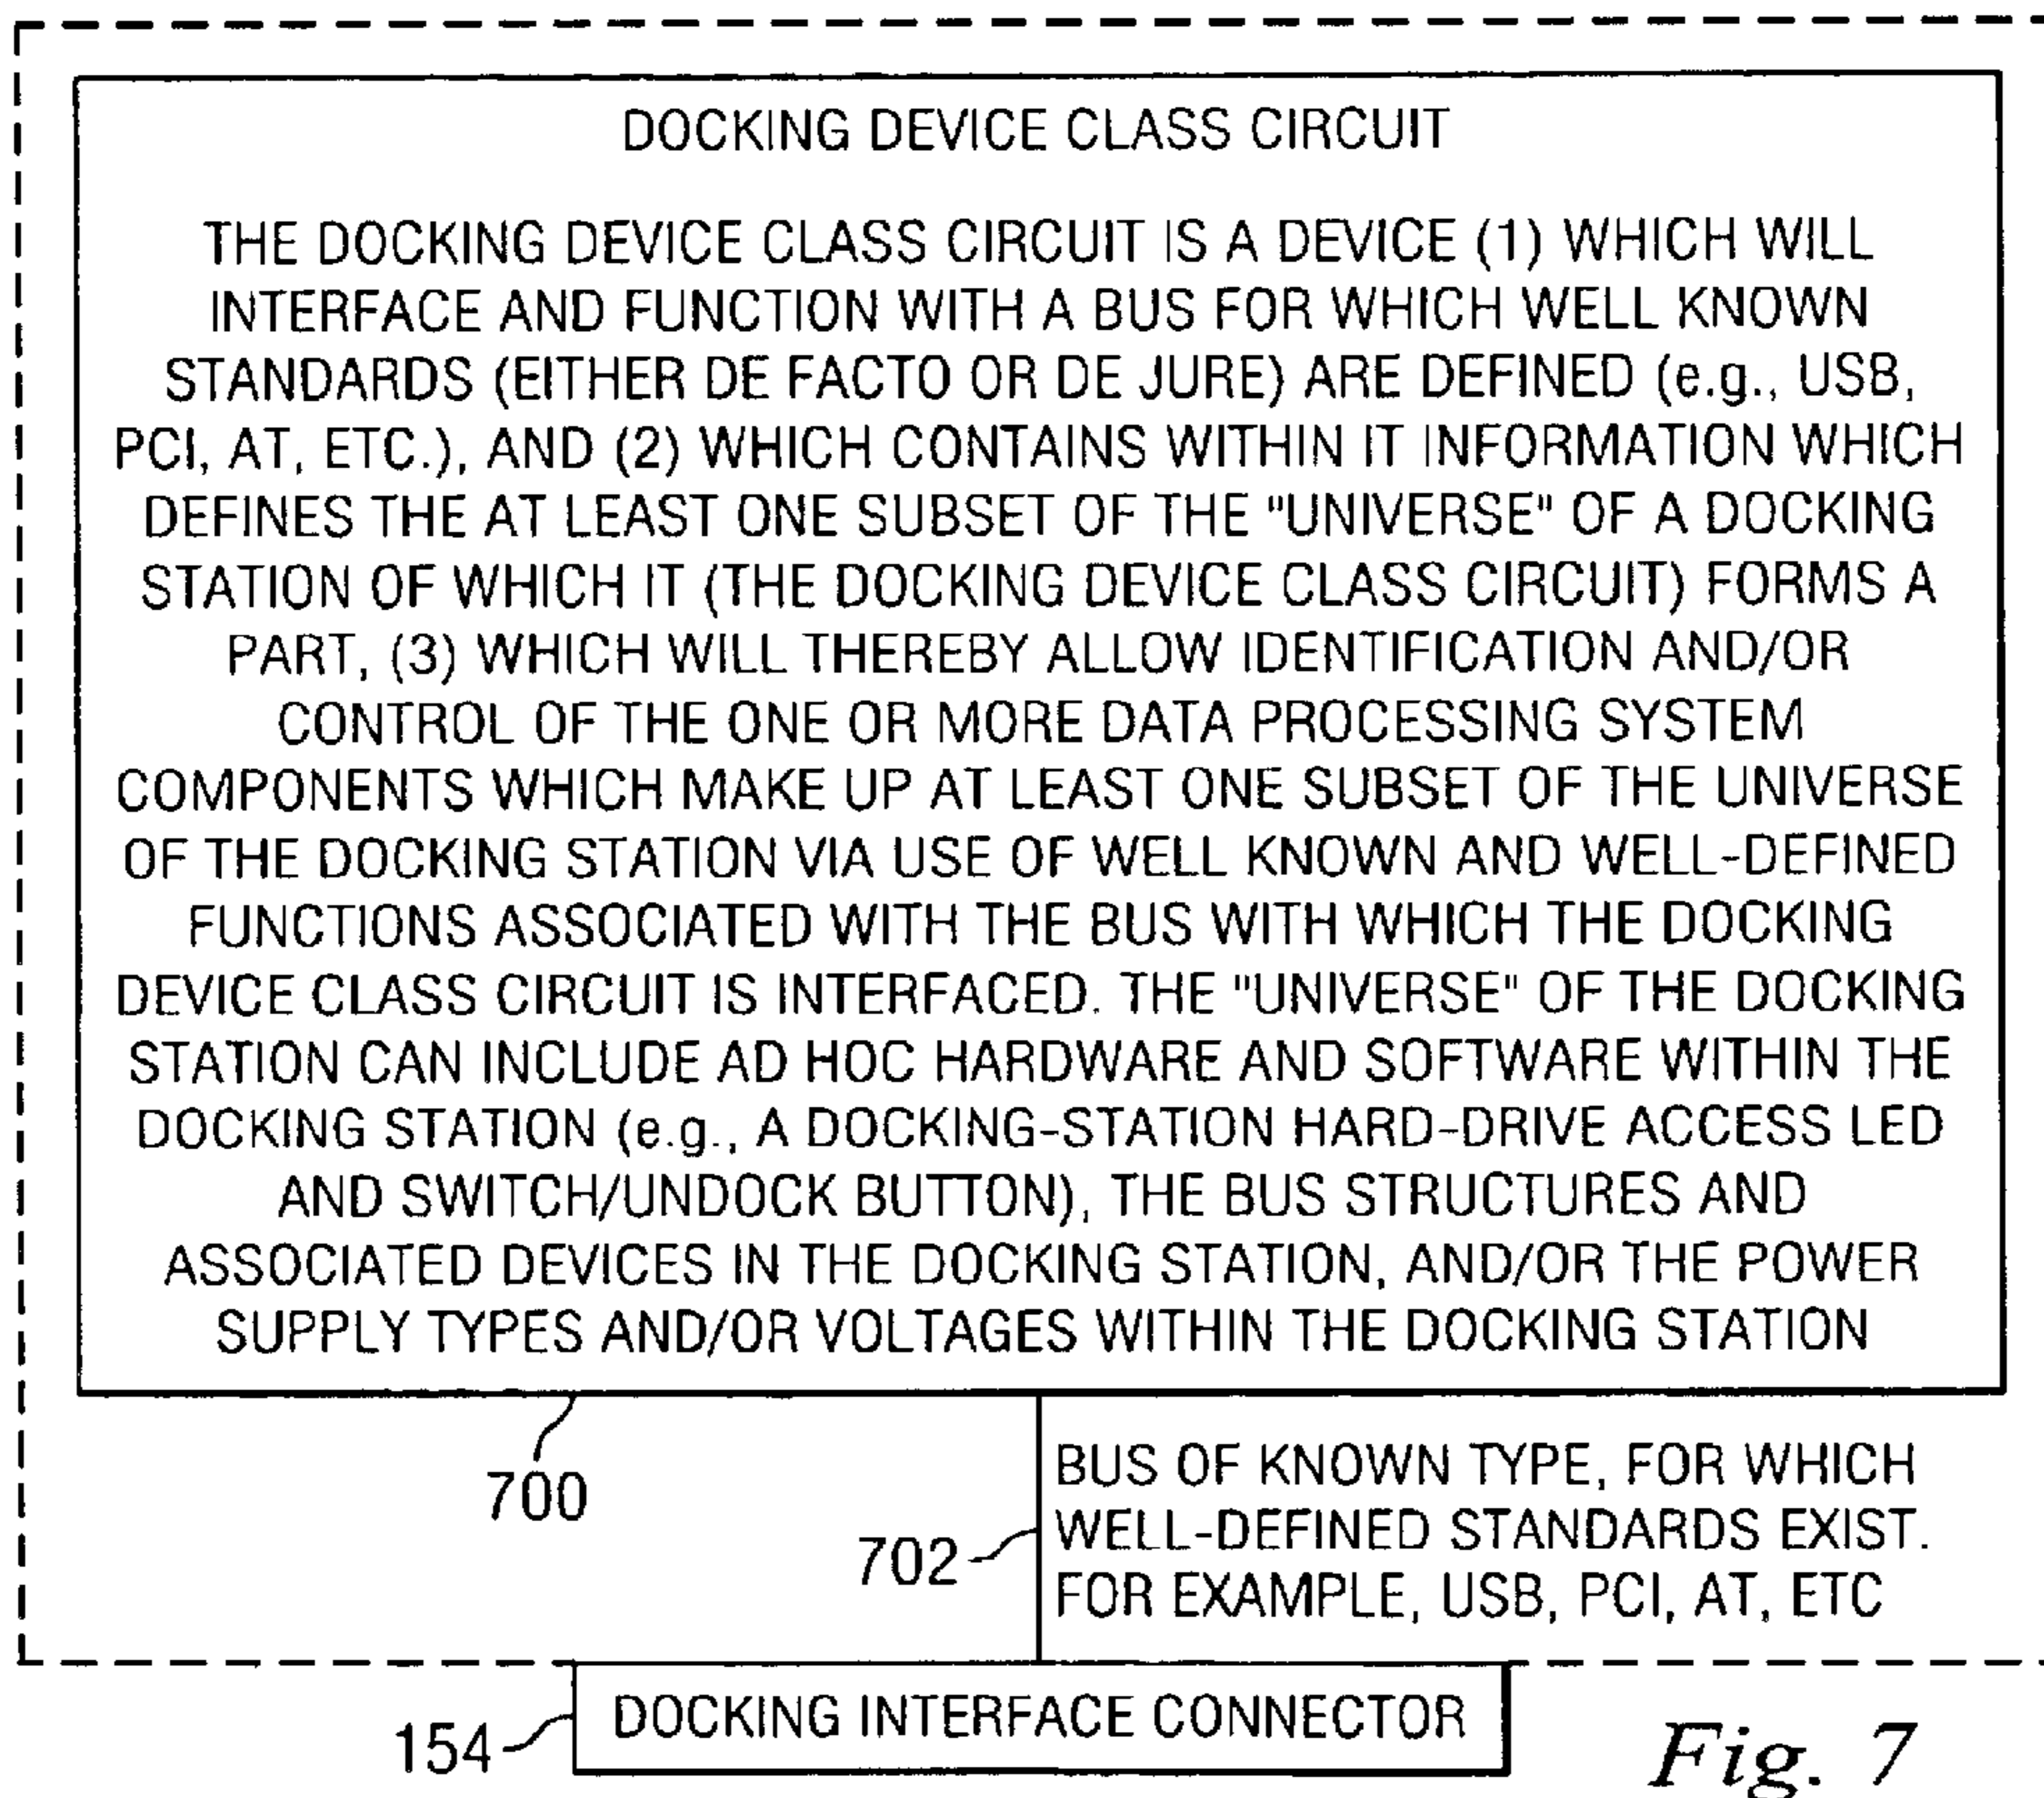 DOCKING DEVICE CLASS CIRCUIT
THE DOCKING DEVICE CLASS CIRCUIT IS A DEVICE (1) WHICH WILL
INTERFACE AND FUNCTION WITH A BUS FOR WHICH WELL KNOWN
STANDARDS (EITHER DE FACTO OR DE JURE) ARE DEFINED (e.g., USB,
PCI, AT, ETC.), AND (2) WHICH CONTAINS WITHIN IT INFORMATION WHICH
DEFINES THE AT LEAST ONE SUBSET OF THE "UNIVERSE" OF A DOCKING
STATION OF WHICH IT (THE DOCKING DEVICE CLASS CIRCUIT) FORMS A
PART, (3) WHICH WILL THEREBY ALLOW IDENTIFICATION AND/OR
CONTROL OF THE ONE OR MORE DATA PROCESSING SYSTEM
COMPONENTS WHICH MAKE UP AT LEAST ONE SUBSET OF THE UNIVERSE
OF THE DOCKING STATION VIA USE OF WELL KNOWN AND WELL-DEFINED
FUNCTIONS ASSOCIATED WITH THE BUS WITH WHICH THE DOCKING
DEVICE CLASS CIRCUIT IS INTERFACED. THE "UNIVERSE" OF THE DOCKING
STATION CAN INCLUDE AD HOC HARDWARE AND SOFTWARE WITHIN THE
DOCKING STATION (e.g., A DOCKING-STATION HARD-DRIVE ACCESS LED
AND SWITCH/UNDOCK BUTTON), THE BUS STRUCTURES AND
ASSOCIATED DEVICES IN THE DOCKING STATION, AND/OR THE POWER
SUPPLY TYPES AND/OR VOLTAGES WITHIN THE DOCKING STATION
700
BUS OF KNOWN TYPE, FOR WHICH
WELL-DEFINED STANDARDS EXIST.
FOR EXAMPLE, USB, PCI, AT, ETC
702
DOCKING INTERFACE CONNECTOR
154
Fig. 7